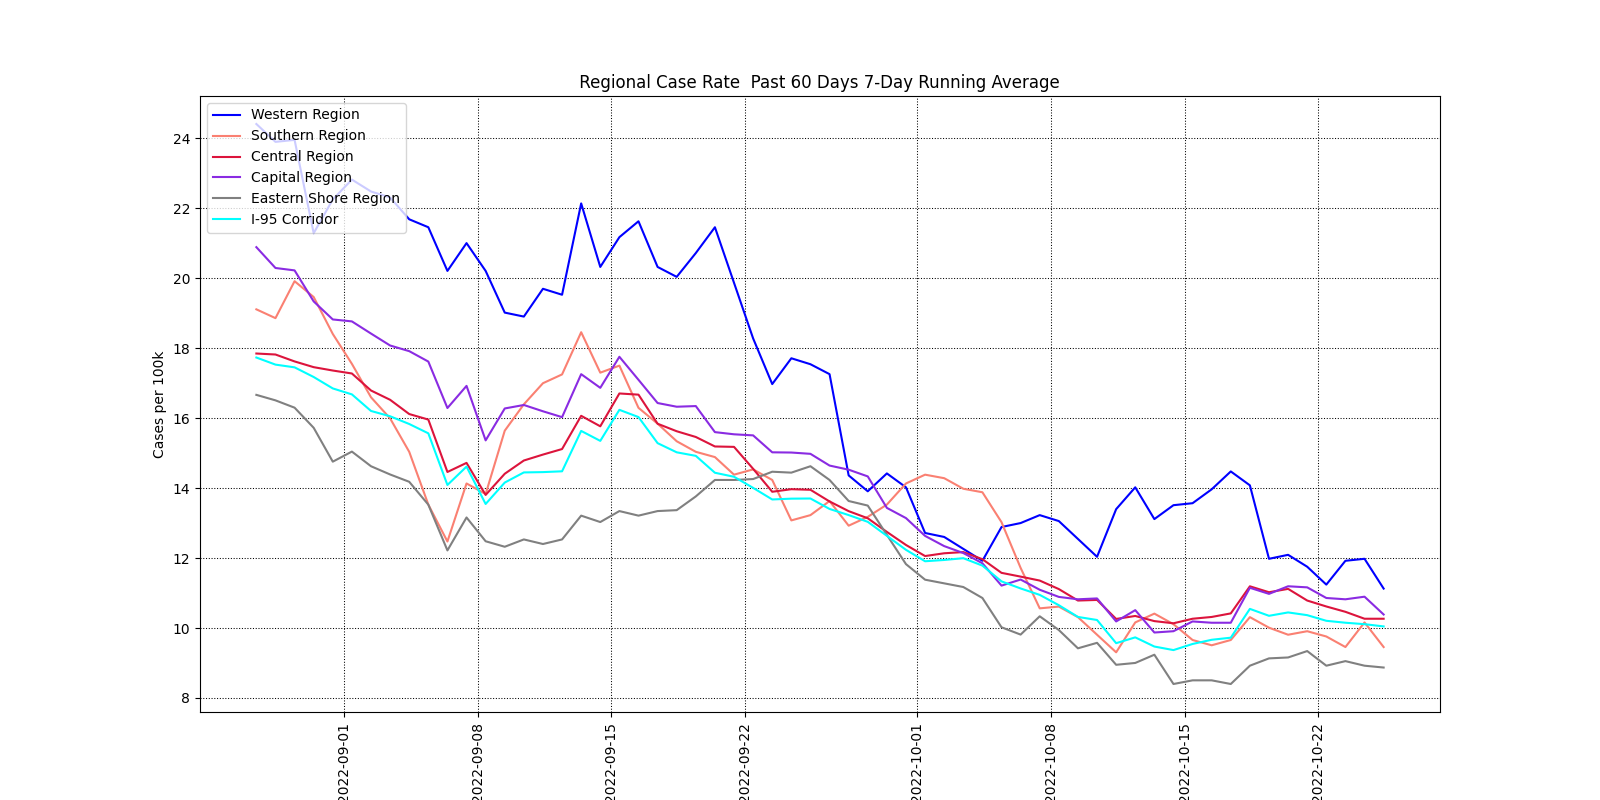 Regional Case Rate  Past 60 Days 7-Day Running Average
Western Region
Southern Region
Central Region
Capital Region
Eastern Shore Region
I-95 Corridor
Cases per 100k
24
22
20
18
16
14
12
10
8
2022-09-01
2022-09-08
2022-09-15
2022-09-22
2022-10-01
2022-10-08
2022-10-15
2022-10-22